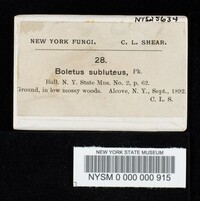 NYSM5634
NEW YORK FUNGI. C. L. SHEAR.
28.
Boletus subluteus, Pk.
Bull. N. Y. State Mus. No. 2, p. 62.
Ground, in low mossy woods. Alcove, N. Y., Sept., 1892.
C. L. S.
NEW YORK STATE MUSEUM
NYSM 0 000 000 915